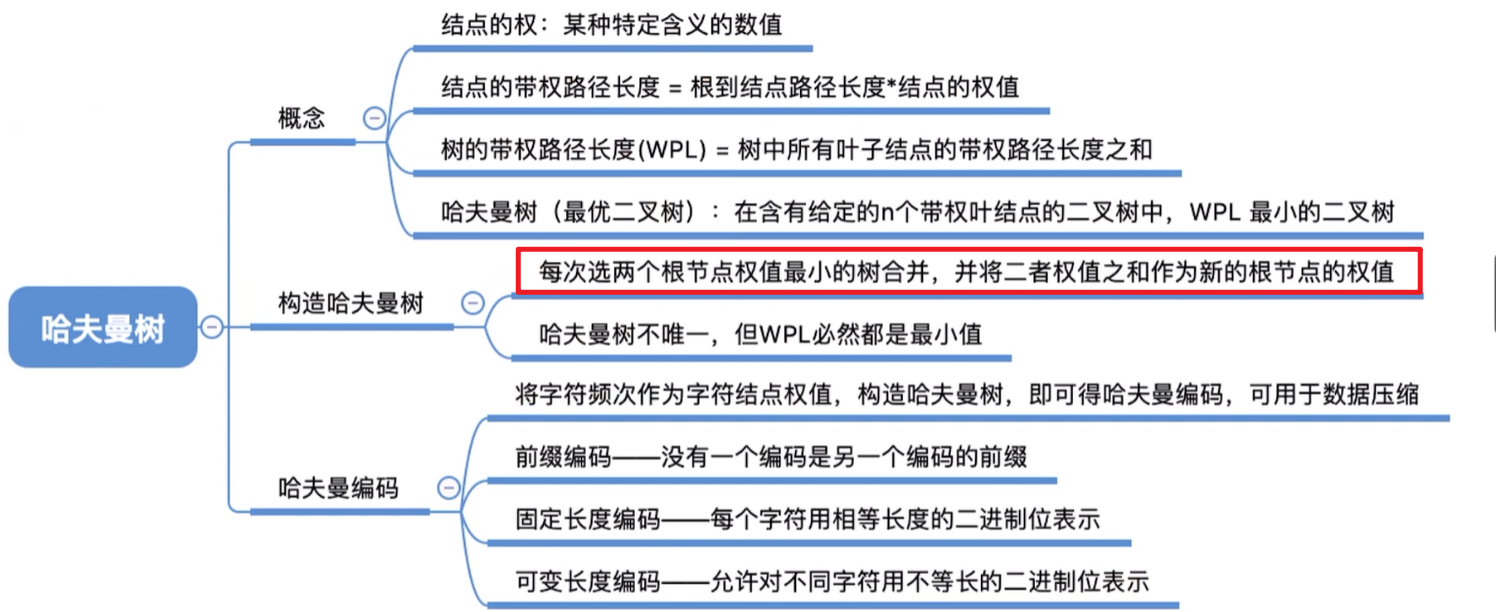 结点的权：某种特定含义的数值
结点的带权路径长度 = 根到结点路径长度*结点的权值
概念
树的带权路径长度(WPL) = 树中所有叶子结点的带权路径长度之和
哈夫曼树（最优二叉树）：在含有给定的n个带权叶结点的二叉树中，WPL 最小的二叉树
每次选两个根节点权值最小的树合并，并将二者权值之和作为新的根节点的权值
构造哈夫曼树
哈夫曼树
哈夫曼树不唯一，但WPL必然都是最小值
将字符频次作为字符结点权值，构造哈夫曼树，即可得哈夫曼编码，可用于数据压缩
前缀编码——没有一个编码是另一个编码的前缀
哈夫曼编码
固定长度编码——每个字符用相等长度的二进制位表示
可变长度编码——允许对不同字符用不等长的二进制位表示